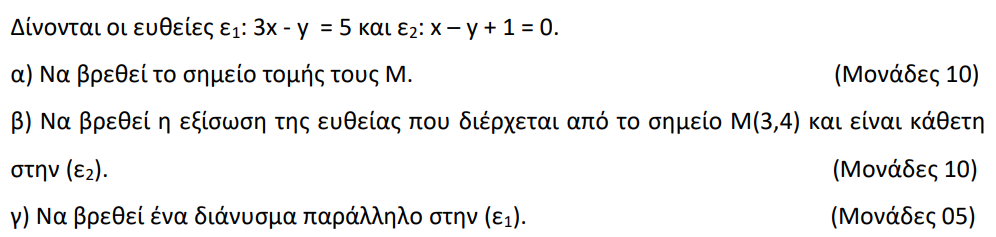 Δίνονται οι ευθείες ε₁: 3x - y = 5 και ε₂: x – y + 1 = 0.
α) Να βρεθεί το σημείο τομής τους Μ. (Μονάδες 10)
β) Να βρεθεί η εξίσωση της ευθείας που διέρχεται από το σημείο Μ(3,4) και είναι κάθετη
στην (ε₂). (Μονάδες 10)
γ) Να βρεθεί ένα διάνυσμα παράλληλο στην (ε₁). (Μονάδες 05)